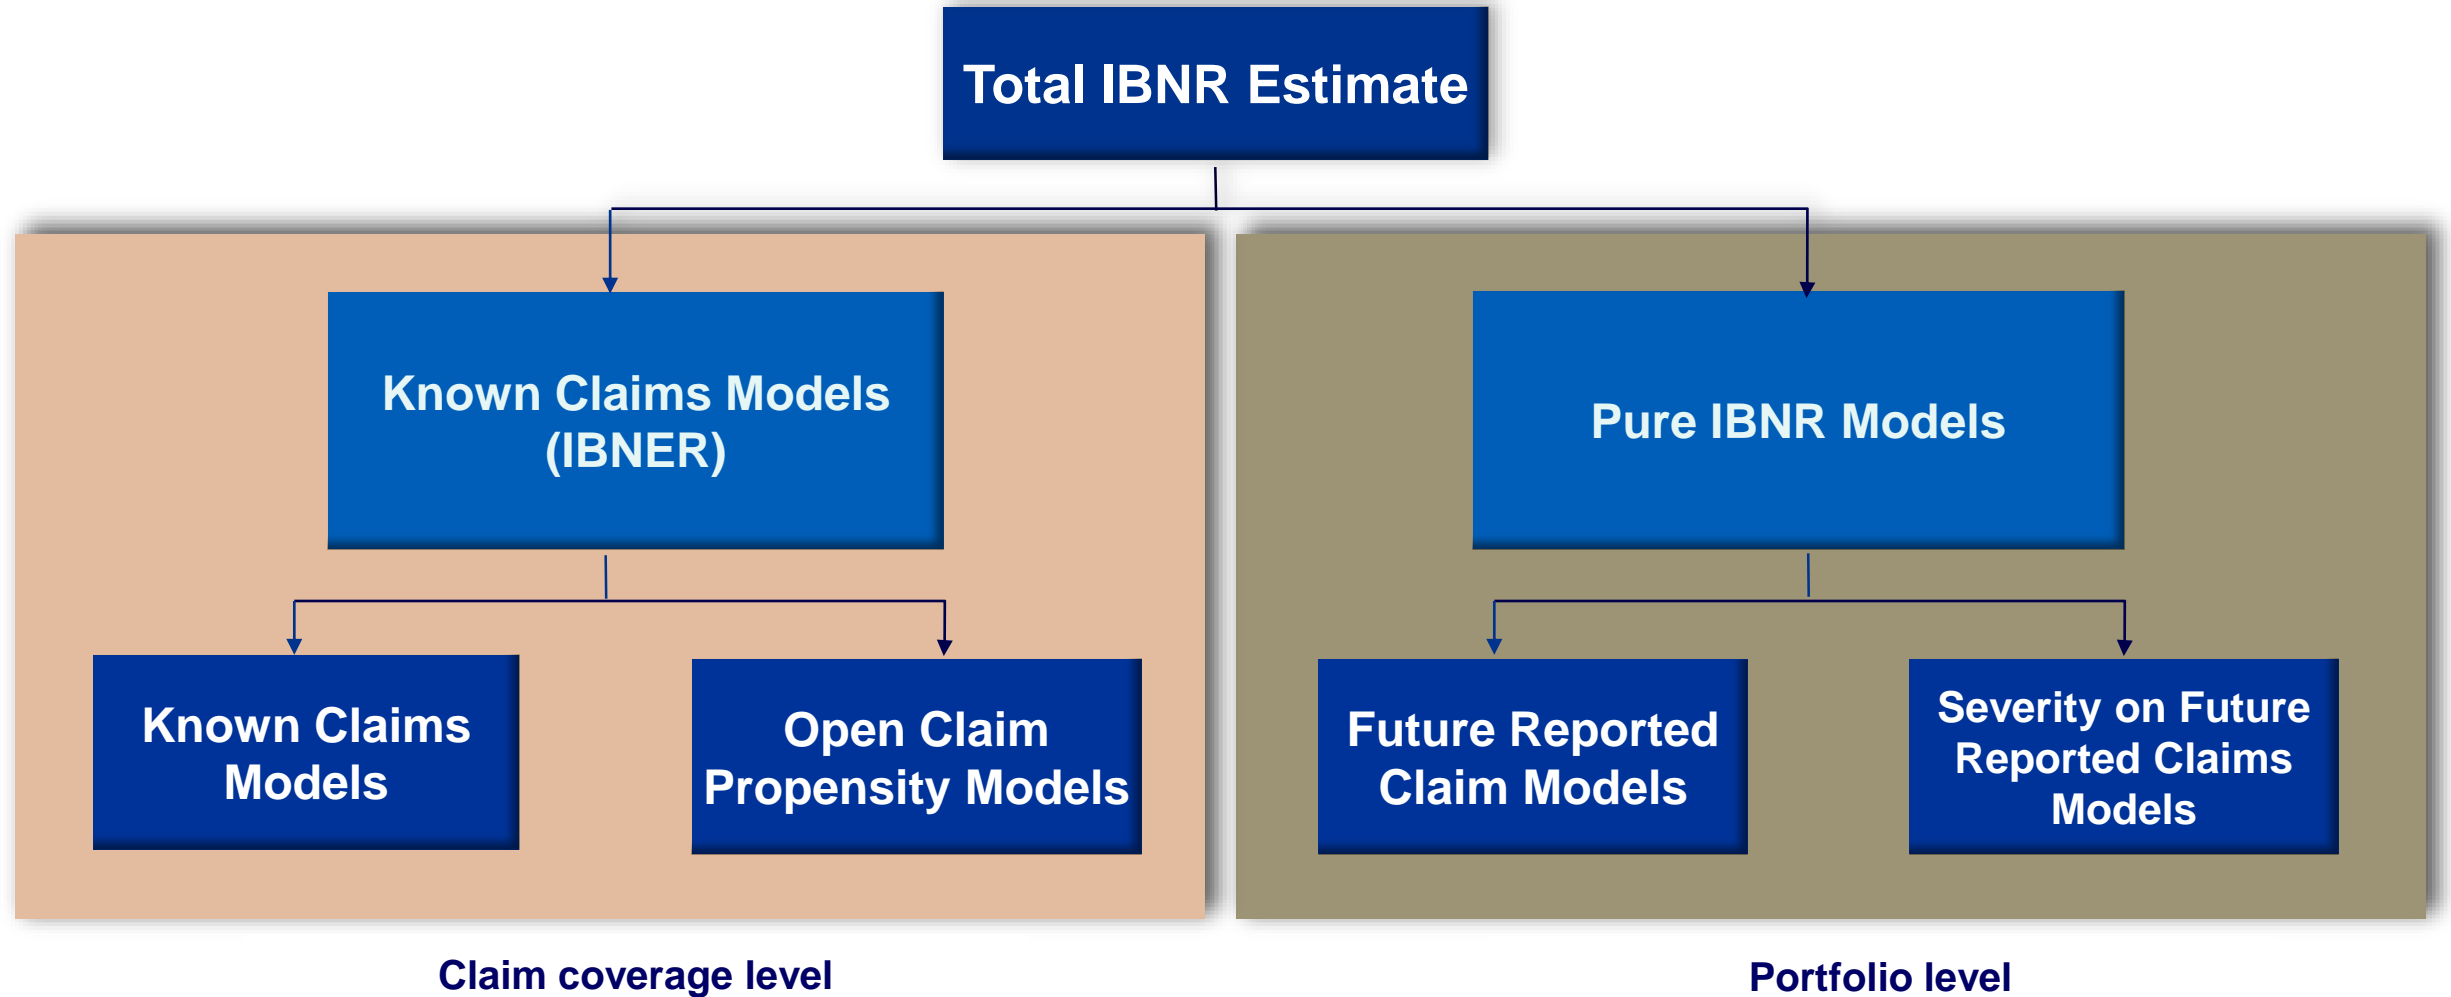 Total IBNR Estimate
Known Claims Models
(IBNER)
Pure IBNR Models
Known Claims
Models
Open Claim
Propensity Models
Future Reported
Claim Models
Severity on Future
Reported Claims
Models
Claim coverage level
Portfolio level